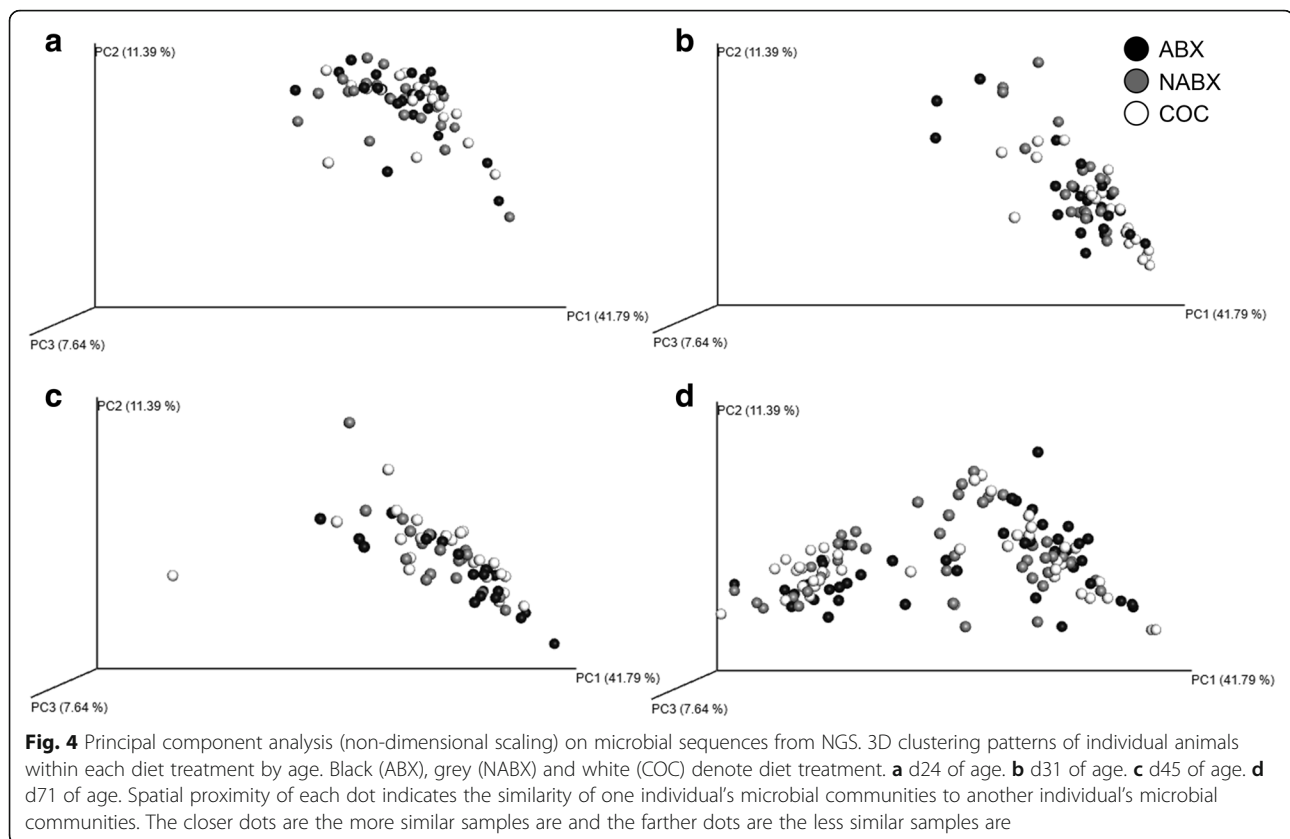 a
PC2 (11.39 %)
PC1 (41.79 %)
PC3 (7.64 %)
b
PC2 (11.39 %)
ABX
NABX
COC
PC1 (41.79 %)
PC3 (7.64 %)
c
PC2 (11.39 %)
PC1 (41.79 %)
PC3 (7.64 %)
d
PC2 (11.39 %)
PC1 (41.79 %)
PC3 (7.64 %)
Fig. 4 Principal component analysis (non-dimensional scaling) on microbial sequences from NGS. 3D clustering patterns of individual animals
within each diet treatment by age. Black (ABX), grey (NABX) and white (COC) denote diet treatment. a d24 of age. b d31 of age. c d45 of age. d
d71 of age. Spatial proximity of each dot indicates the similarity of one individual's microbial communities to another individual's microbial
communities. The closer dots are the more similar samples are and the farther dots are the less similar samples are